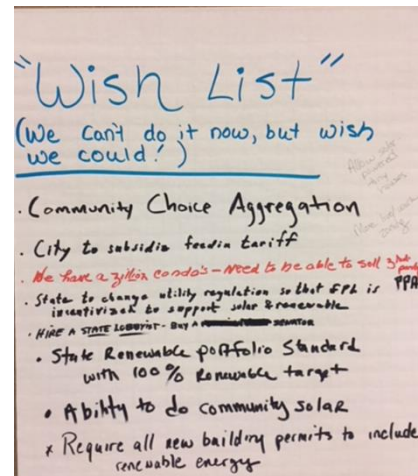 "Wish List"
(We can't do it now, but wish
we could!)
· Community Choice Aggregation
· City to subsidie feedin tariff
· We have a zillion condo's - Need to be able to sell 3rd party
PPA
· State to change utility regulation so that FPL is
incentivized to support solar & renewable
· HIRE A STATE LOBBYIST - BUY A SENATOR
· State Renewable portfolio Standard
with 100% Renewable target
· Ability to do community solar
* Require all new building permits to include
renewable energy